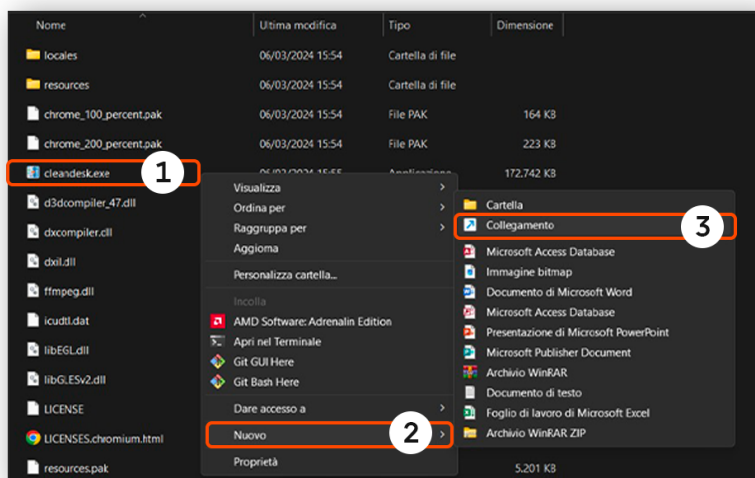 Nome Ultima modifica Tipo Dimensione
locales 06/03/2024 15:54 Cartella di file
resources 06/03/2024 15:54 Cartella di file
chrome_100_percent.pak 06/03/2024 15:54 File PAK 164 KB
chrome_200_percent.pak 06/03/2024 15:54 File PAK 223 KB
cleandesk.exe 1 06/03/2024 15:55 Applicazione 172.742 KB
d3dcompiler_47.dll
dxcompiler.dll
dxil.dll
ffmpeg.dll
icudtl.dat
libEGL.dll
libGLESv2.dll
LICENSE
LICENSES.chromium.html
resources.pak 5.201 KB
Visualizza
Ordina per
Raggruppa per
Aggiorna
Personalizza cartella...
Incolla
AMD Software: Adrenalin Edition
Apri nel Terminale
Git GUI Here
Git Bash Here
Dare accesso a
Nuovo 2
Proprietà
Cartella
Collegamento 3
Microsoft Access Database
Immagine bitmap
Documento di Microsoft Word
Microsoft Access Database
Presentazione di Microsoft PowerPoint
Microsoft Publisher Document
Archivio WinRAR
Documento di testo
Foglio di lavoro di Microsoft Excel
Archivio WinRAR ZIP